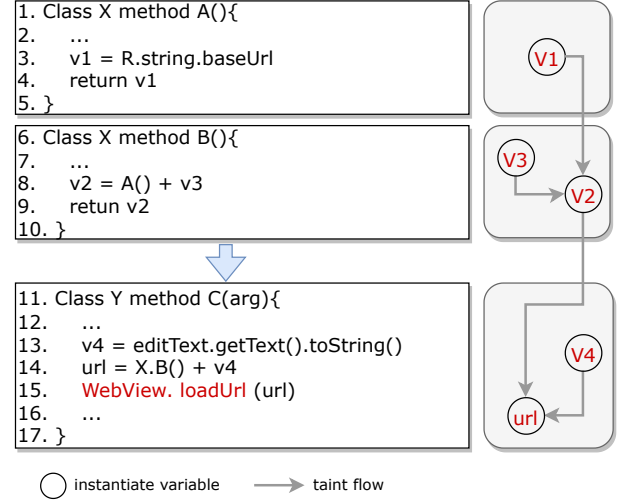 1. Class X method A(){
2. ...
3. v1 = R.string.baseUrl
4. return v1
5. }
V1
6. Class X method B(){
7. ...
8. v2 = A() + v3
9. retun v2
10. }
V3
V2
11. Class Y method C(arg){
12. ...
13. v4 = editText.getText().toString()
14. url = X.B() + v4
15. WebView. loadUrl (url)
16. ...
17. }
V4
url
instantiate variable
taint flow